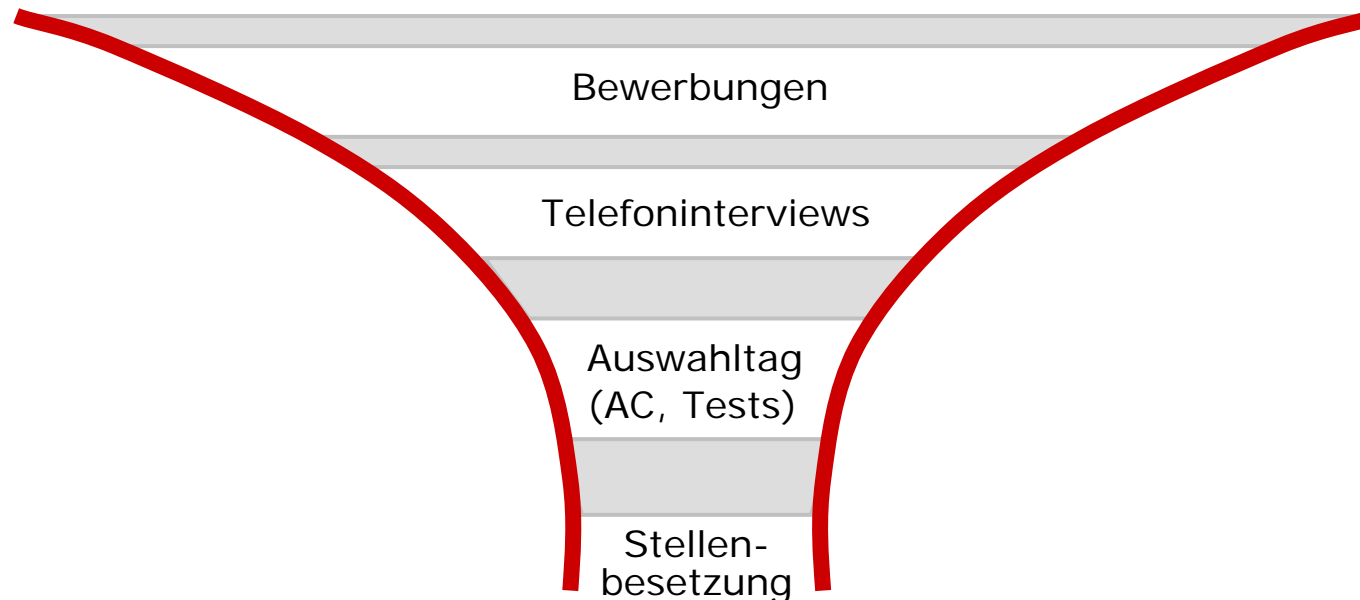 Bewerbungen
Telefoninterviews
Auswahltag
(AC, Tests)
Stellen-
besetzung